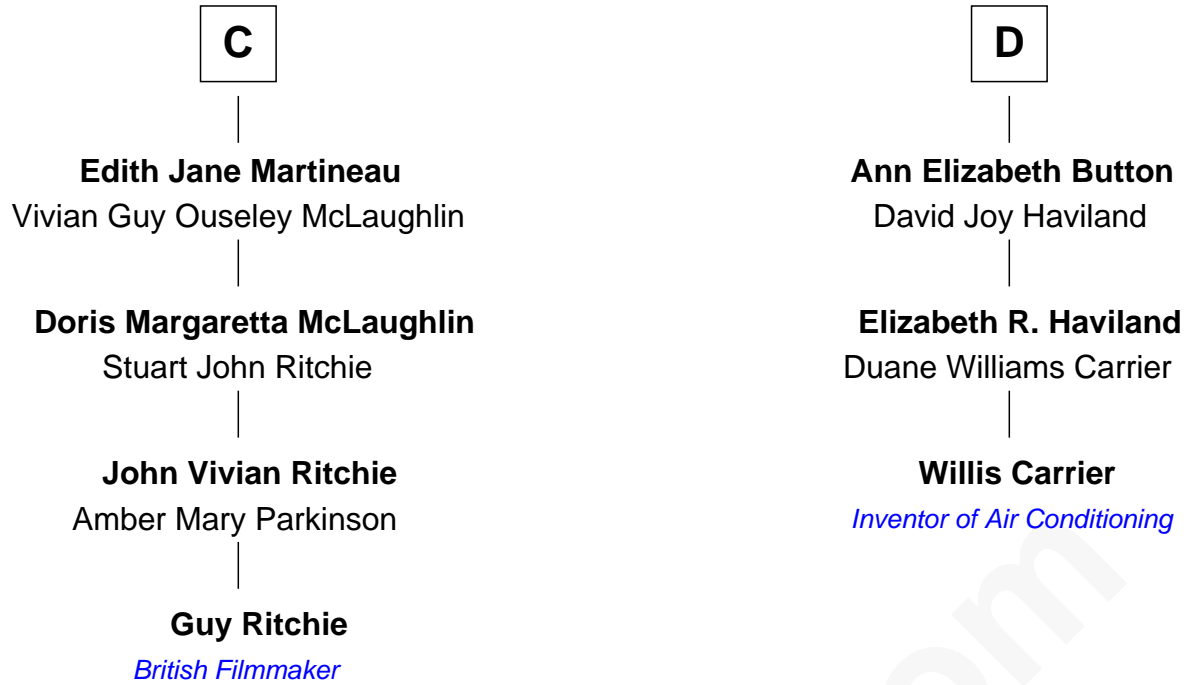 C
Edith Jane Martineau
Vivian Guy Ouseley McLaughlin
Doris Margaretta McLaughlin
Stuart John Ritchie
John Vivian Ritchie
Amber Mary Parkinson
Guy Ritchie
British Filmmaker
D
Ann Elizabeth Button
David Joy Haviland
Elizabeth R. Haviland
Duane Williams Carrier
Willis Carrier
Inventor of Air Conditioning
om